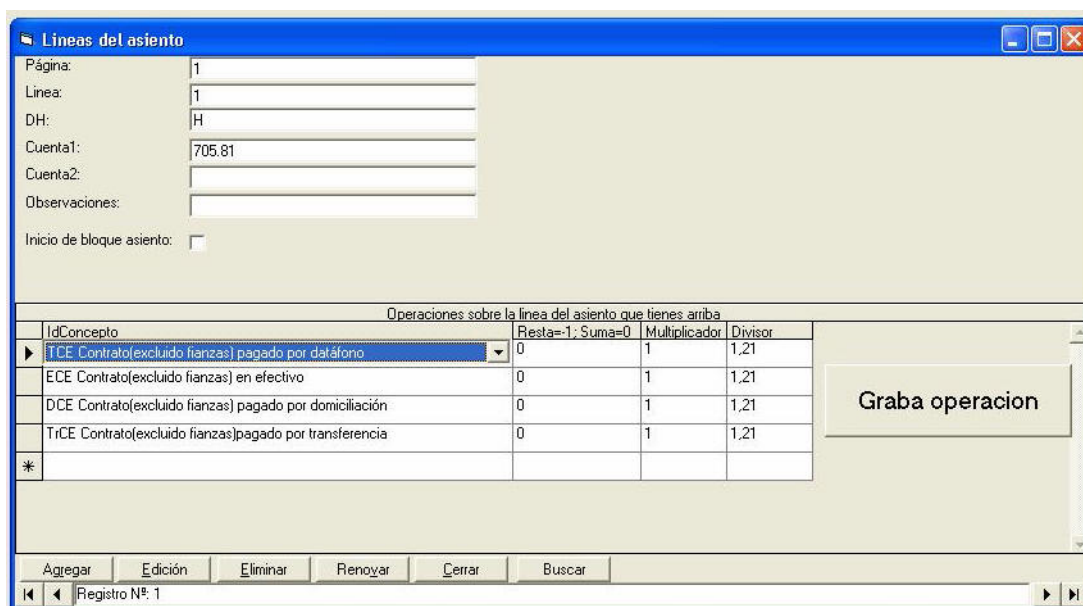 Lineas del asiento
Página: 1
Linea: 1
DH: H
Cuenta1: 705.81
Cuenta2:
Observaciones:
Inicio de bloque asiento:
Operaciones sobre la linea del asiento que tienes arriba
IdConcepto Resta=-1; Suma=0 Multiplicador Divisor
TCE Contrato(excluido fianzas) pagado por datáfono 0 1 1,21
ECE Contrato(excluido fianzas) en efectivo 0 1 1,21
DCE Contrato(excluido fianzas) pagado por domiciliación 0 1 1,21
TrCE Contrato(excluido fianzas)pagado por transferencia 0 1 1,21
Graba operacion
Agregar Edición Eliminar Renovar Cerrar Buscar
Registro Nº: 1